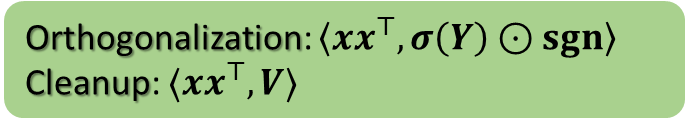 Orthogonalization: ⟨xx⊤, σ(Y) ⊙ sgn⟩
Cleanup: ⟨xx⊤, V⟩